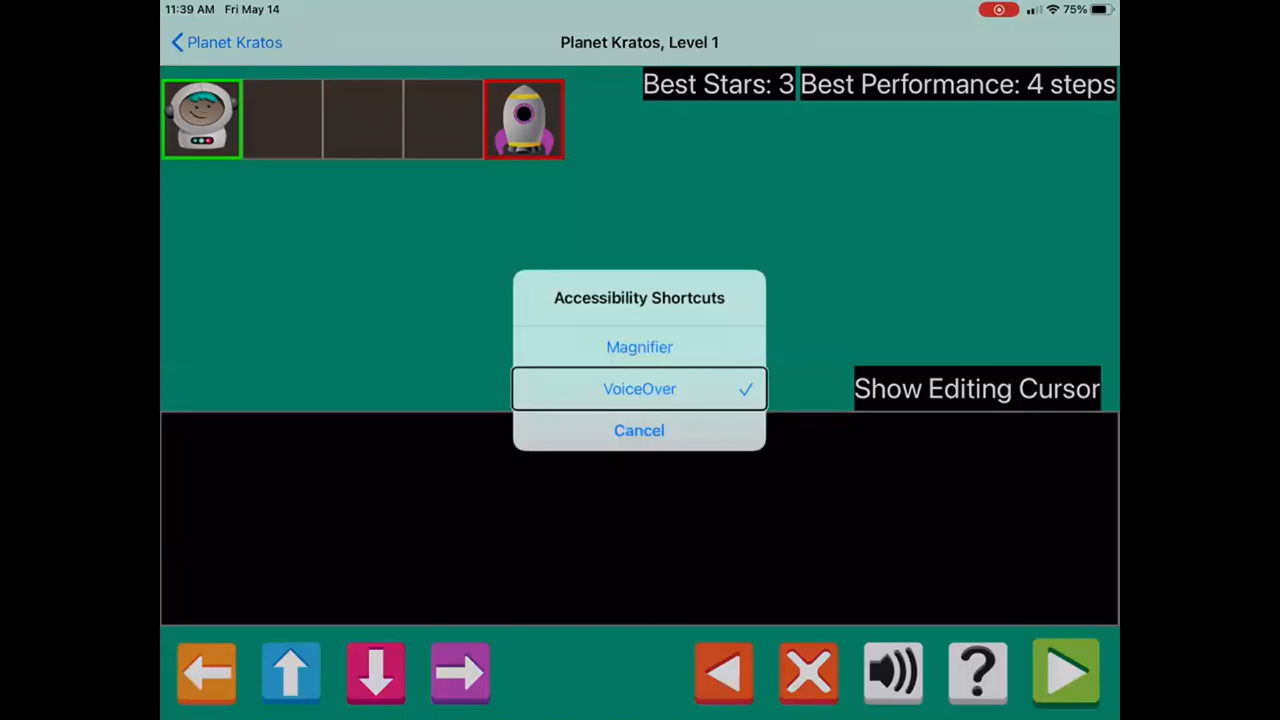 11:39 AM Fri May 14
75%
Planet Kratos
Planet Kratos, Level 1
Best Stars: 3
Best Performance: 4 steps
Accessibility Shortcuts
Magnifier
VoiceOver
Cancel
Show Editing Cursor
?